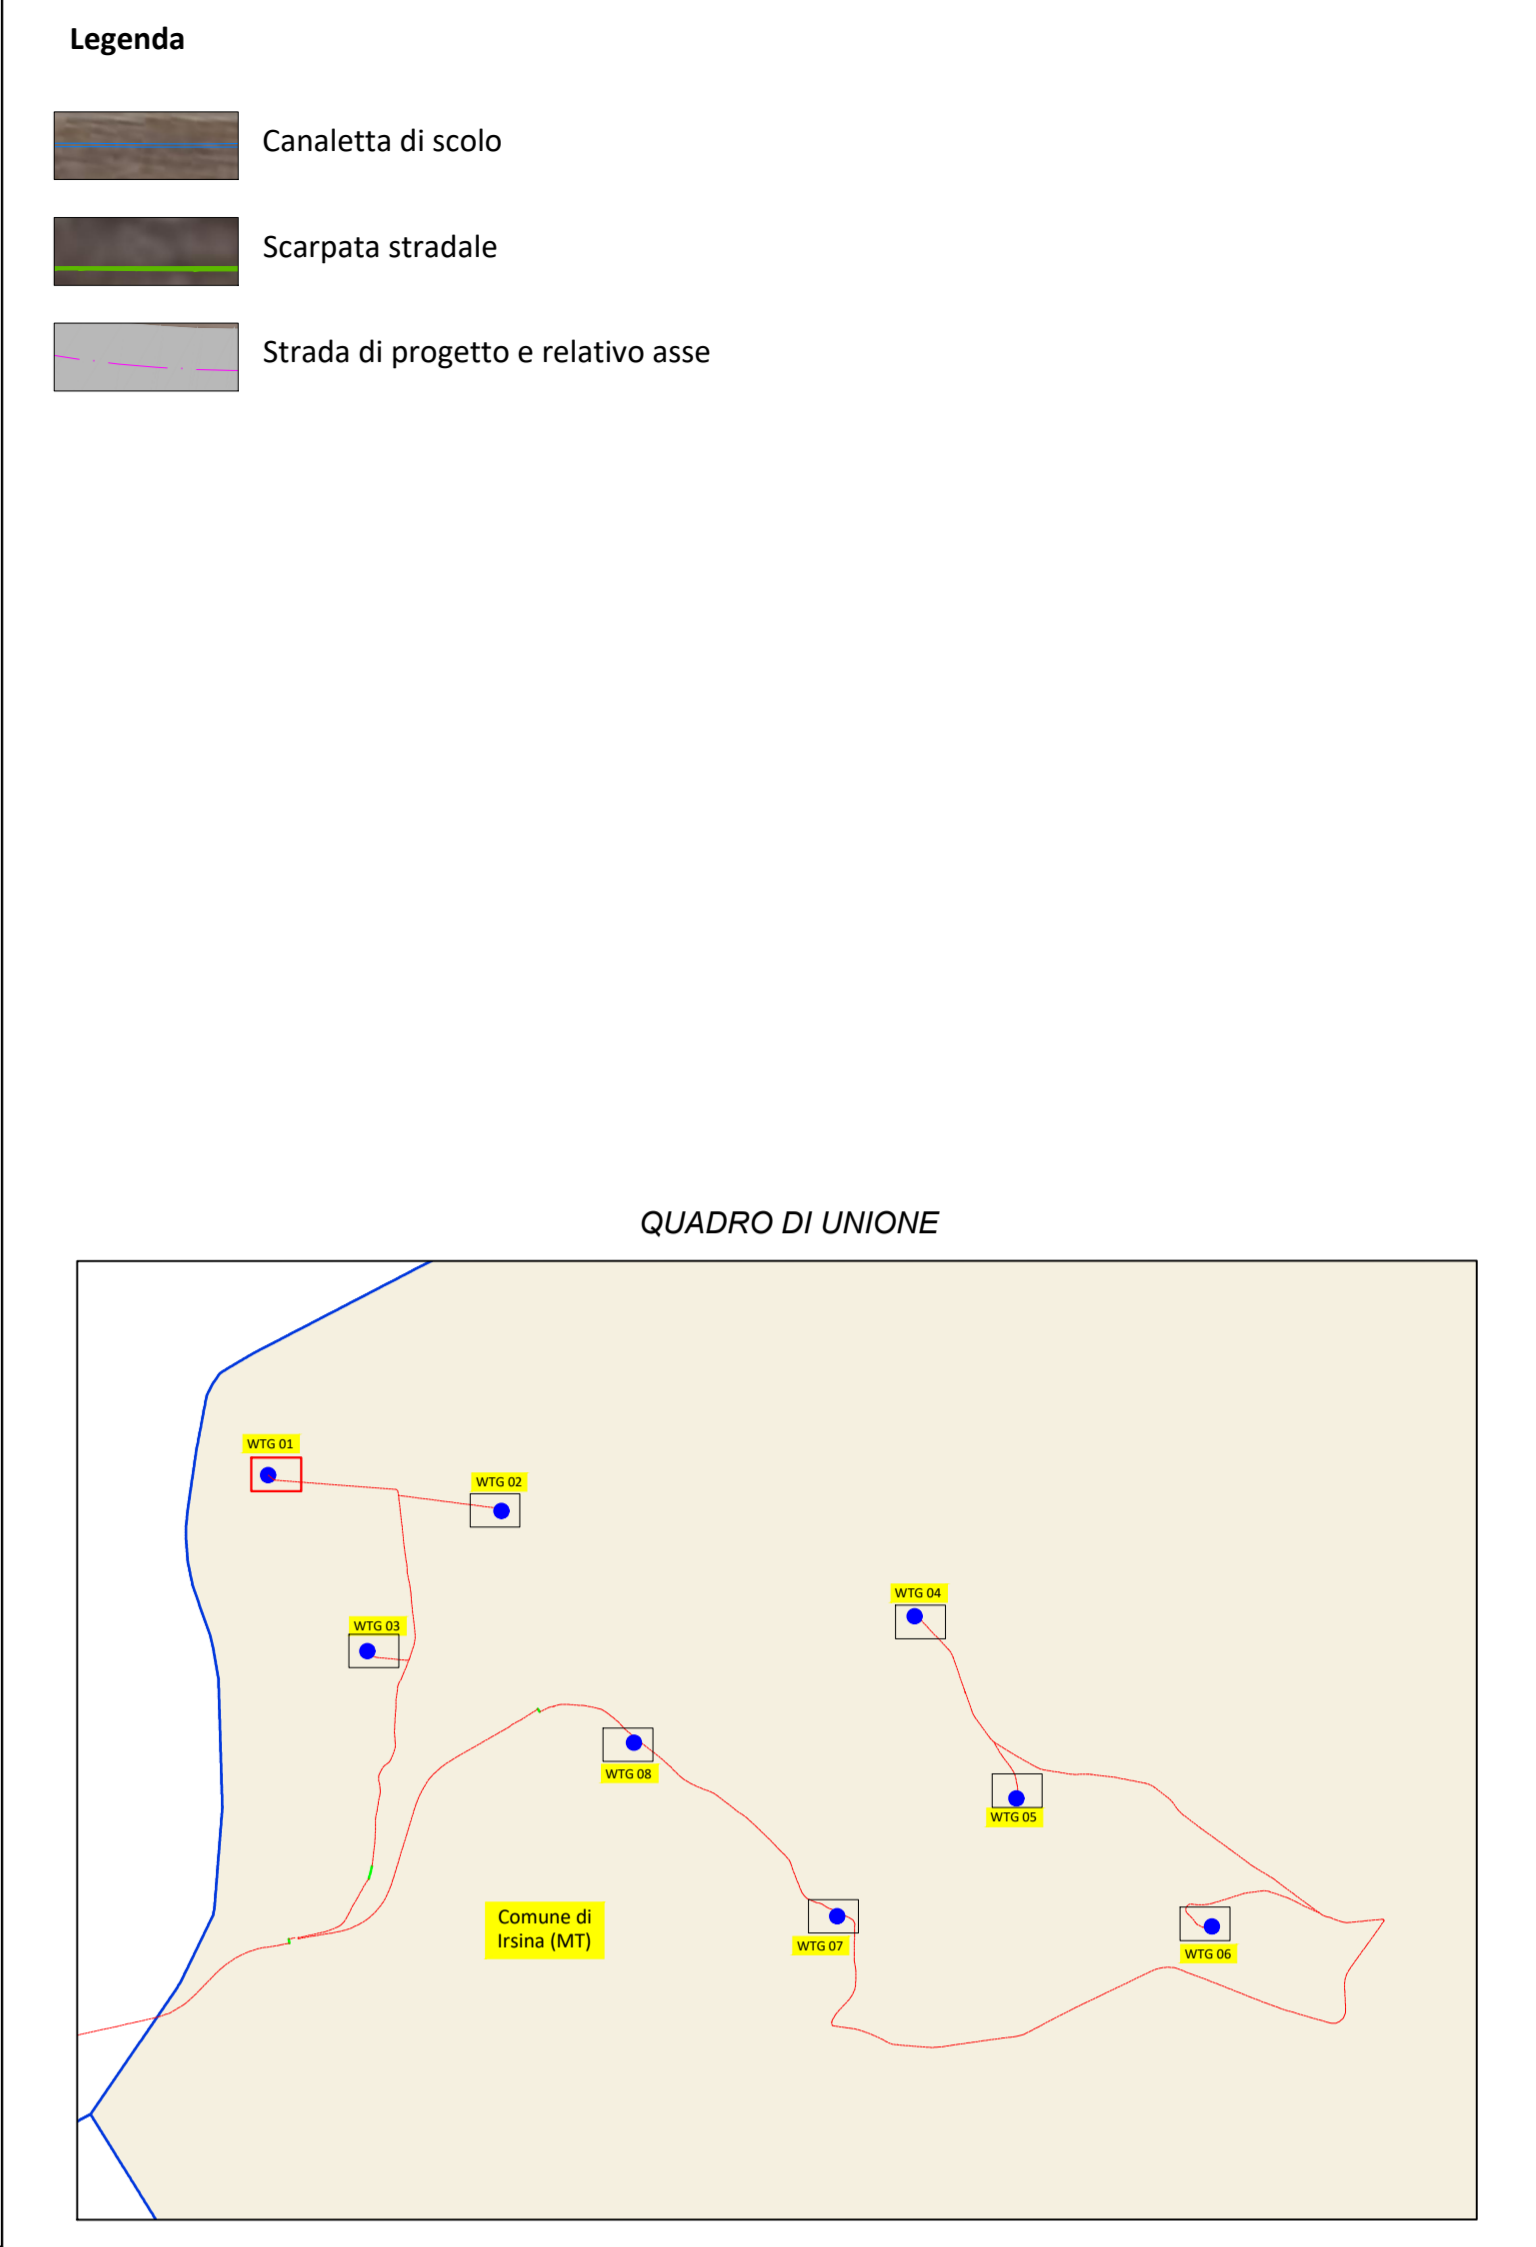 Legenda
Canaletta di scolo
Scarpata stradale
Strada di progetto e relativo asse
QUADRO DI UNIONE
WTG 01
WTG 02
WTG 04
WTG 03
WTG 08
WTG 05
Comune di
Irsina (MT)
WTG 07
WTG 06